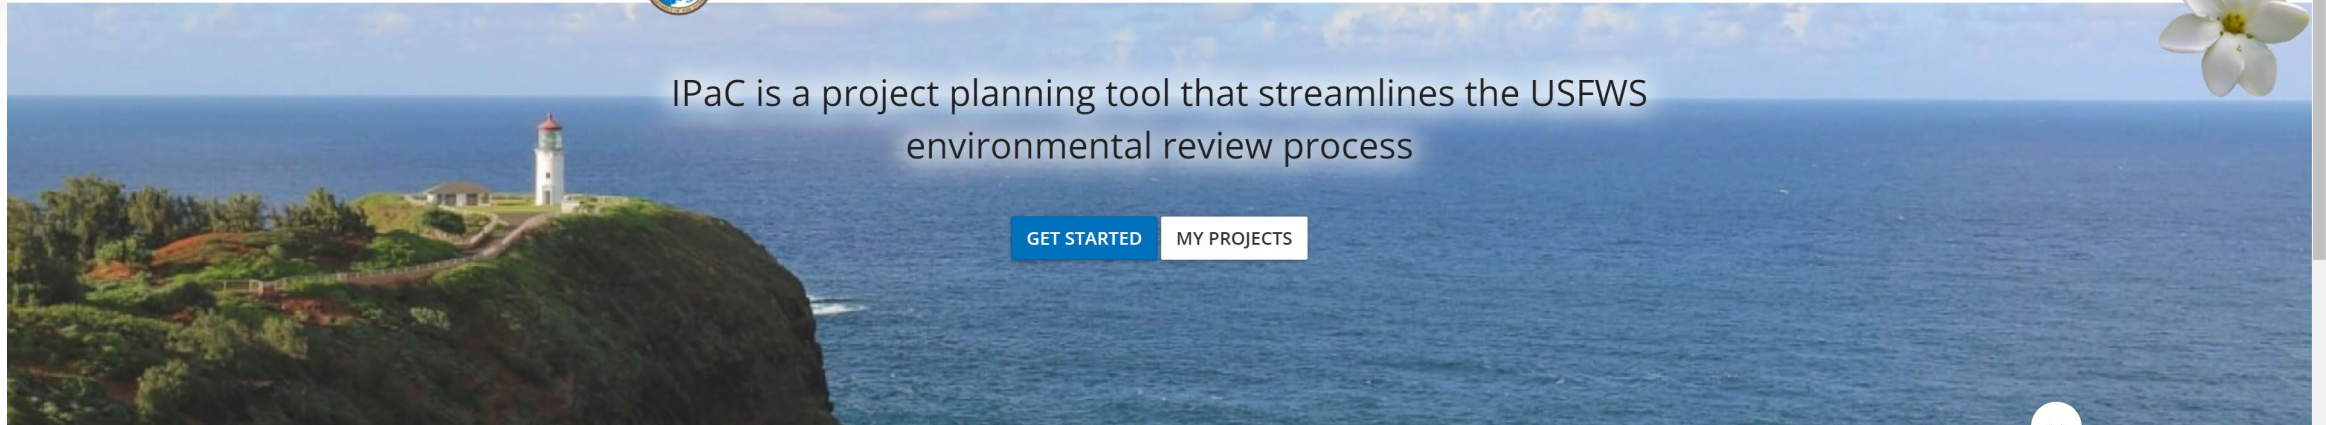 IPaC is a project planning tool that streamlines the USFWS
environmental review process
GET STARTED MY PROJECTS